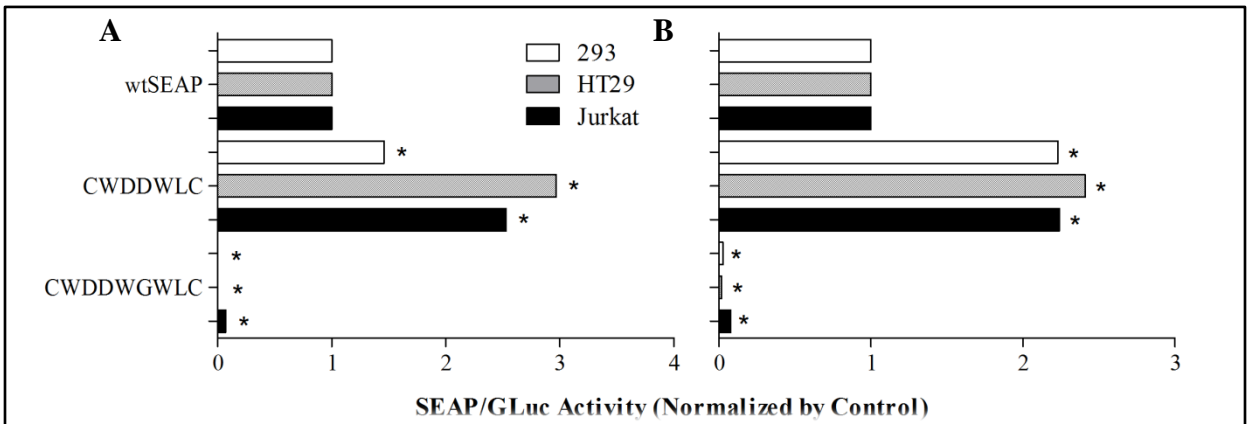 A
B
293
HT29
Jurkat
wtSEAP
*
*
CWDDWLC * *
*
*
*
*
CWDDWGWLC * *
*
*
0 1 2 3 4 0 1 2 3
SEAP/GLuc Activity (Normalized by Control)